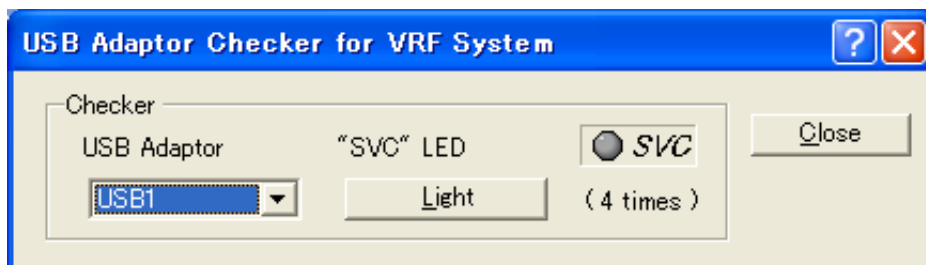 USB Adaptor Checker for VRF System
?
Checker
USB Adaptor "SVC" LED SVC Close
USB1 Light (4 times)